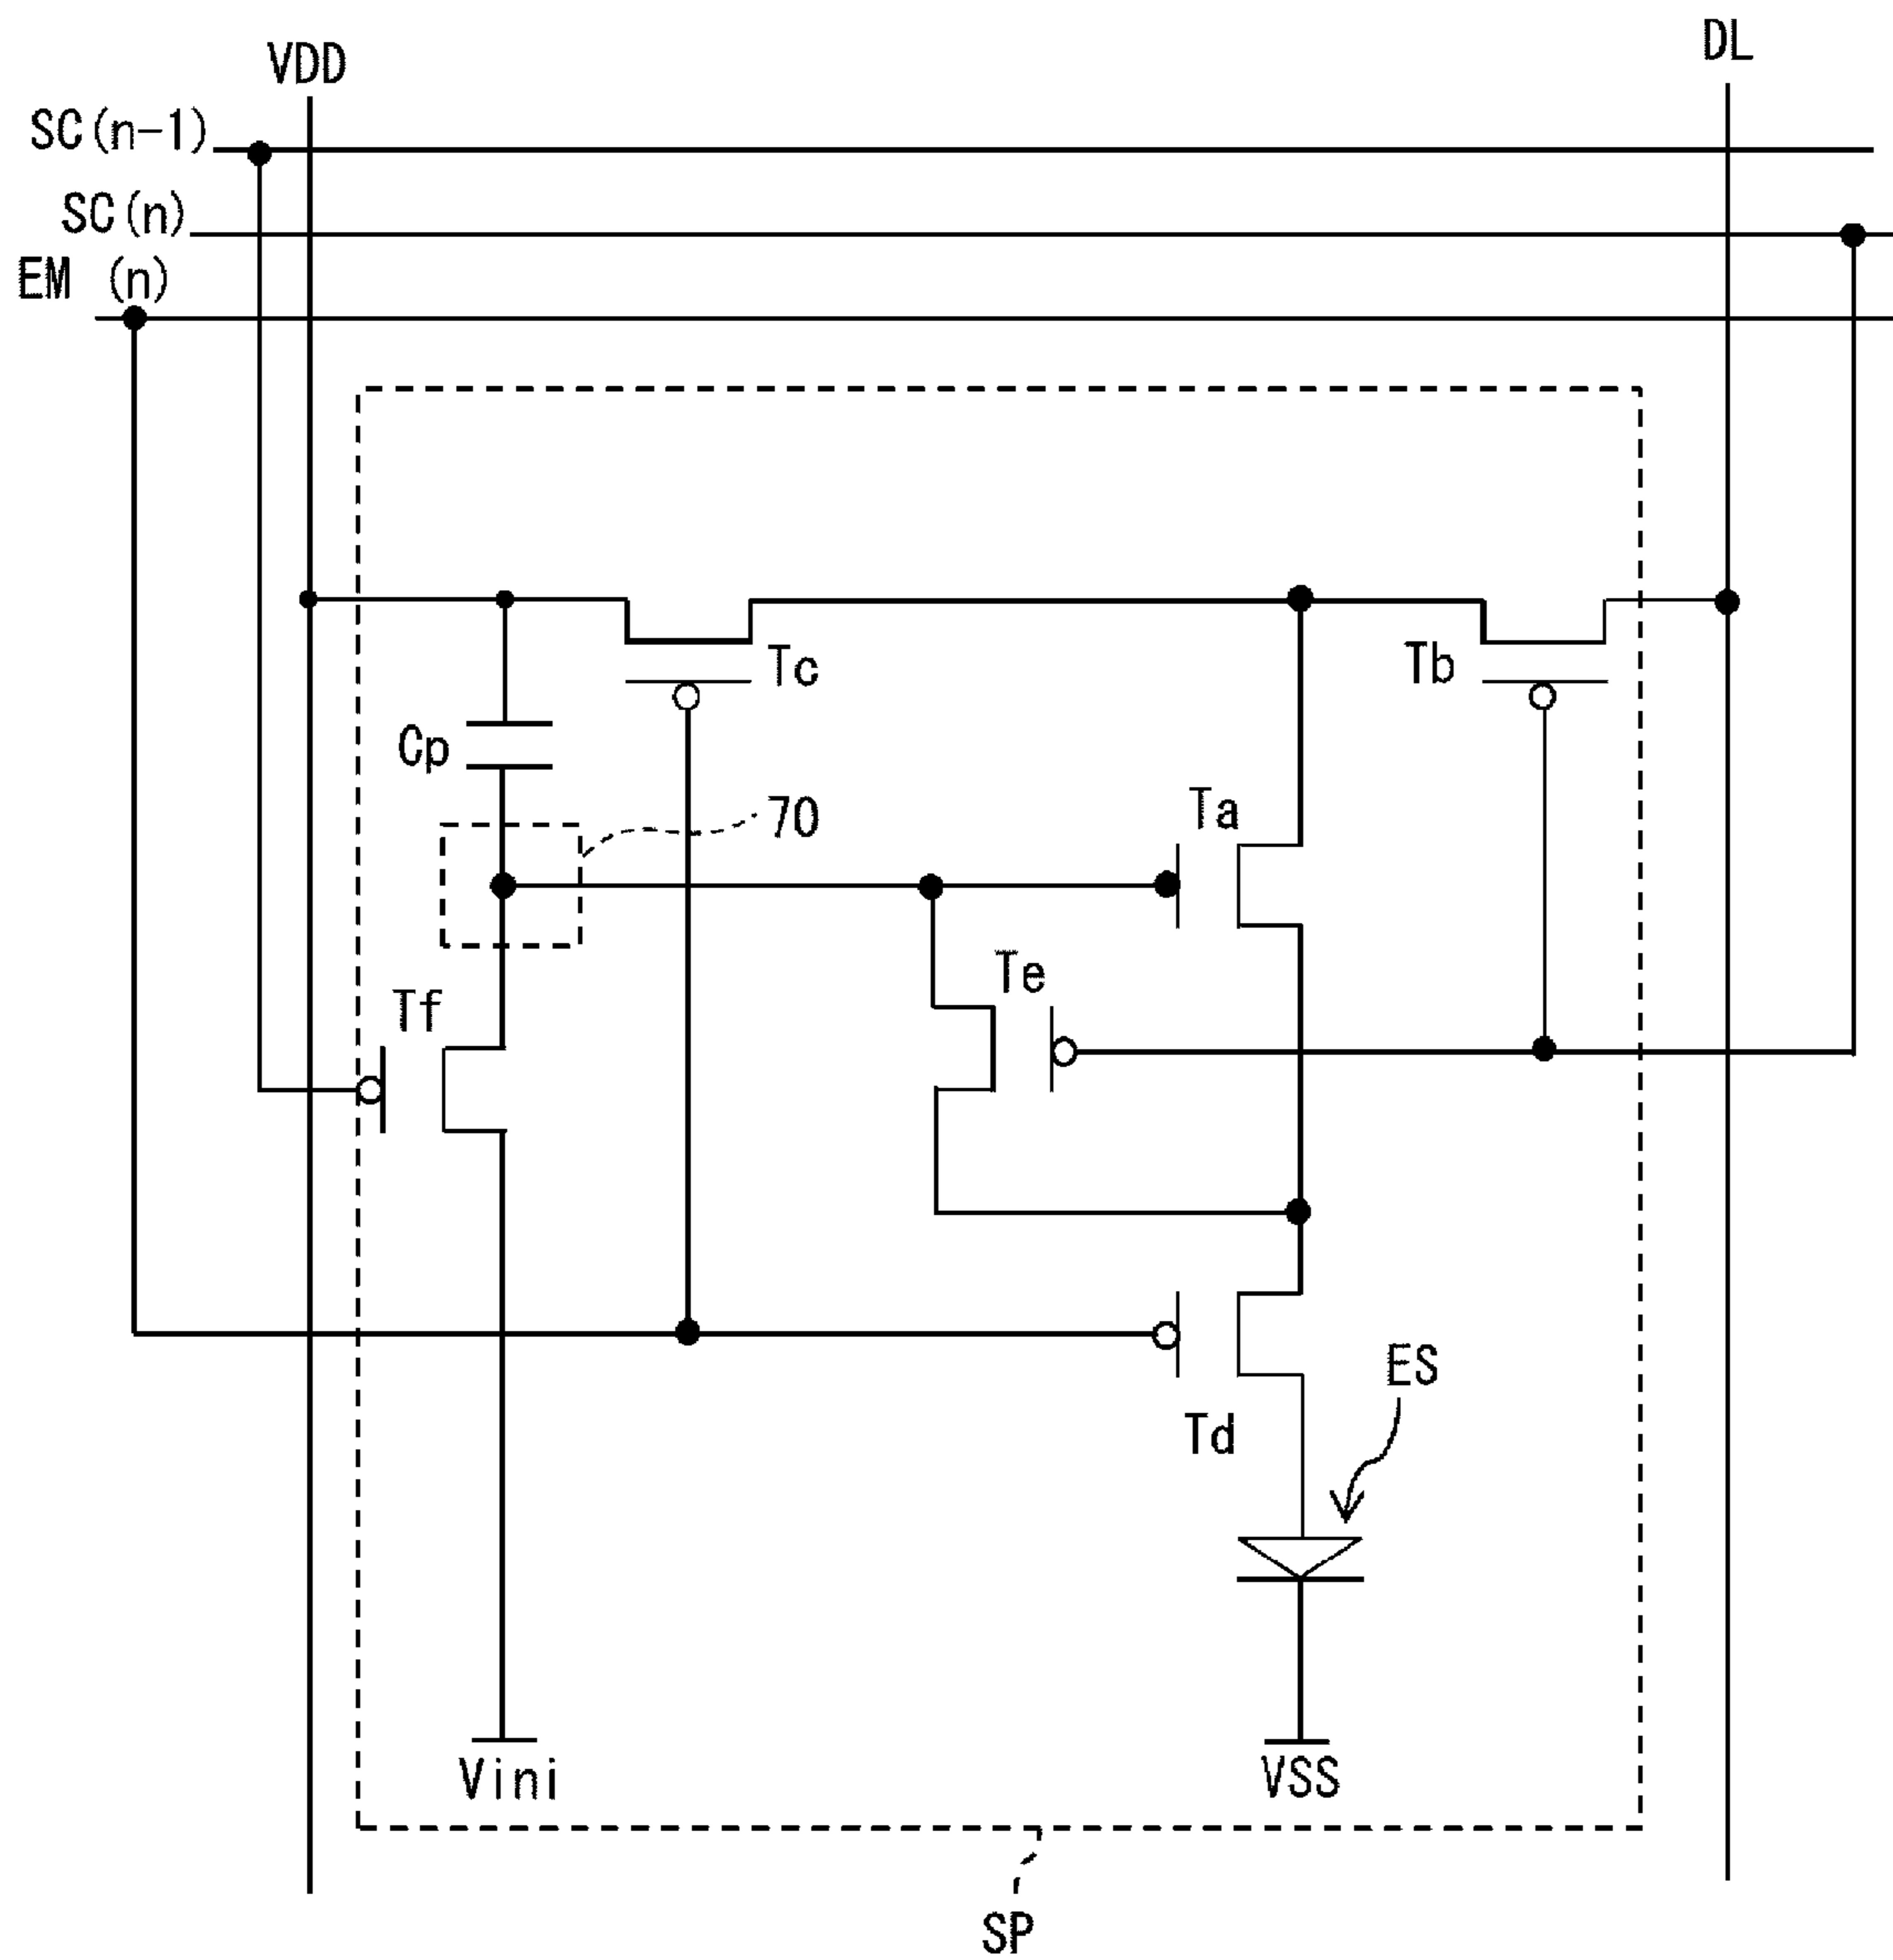 VDD
DL
SC(n-1)
SC(n)
EM (n)
Tc
Tb
Cp
70
Ta
Te
Tf
ES
Td
Vini
VSS
SP